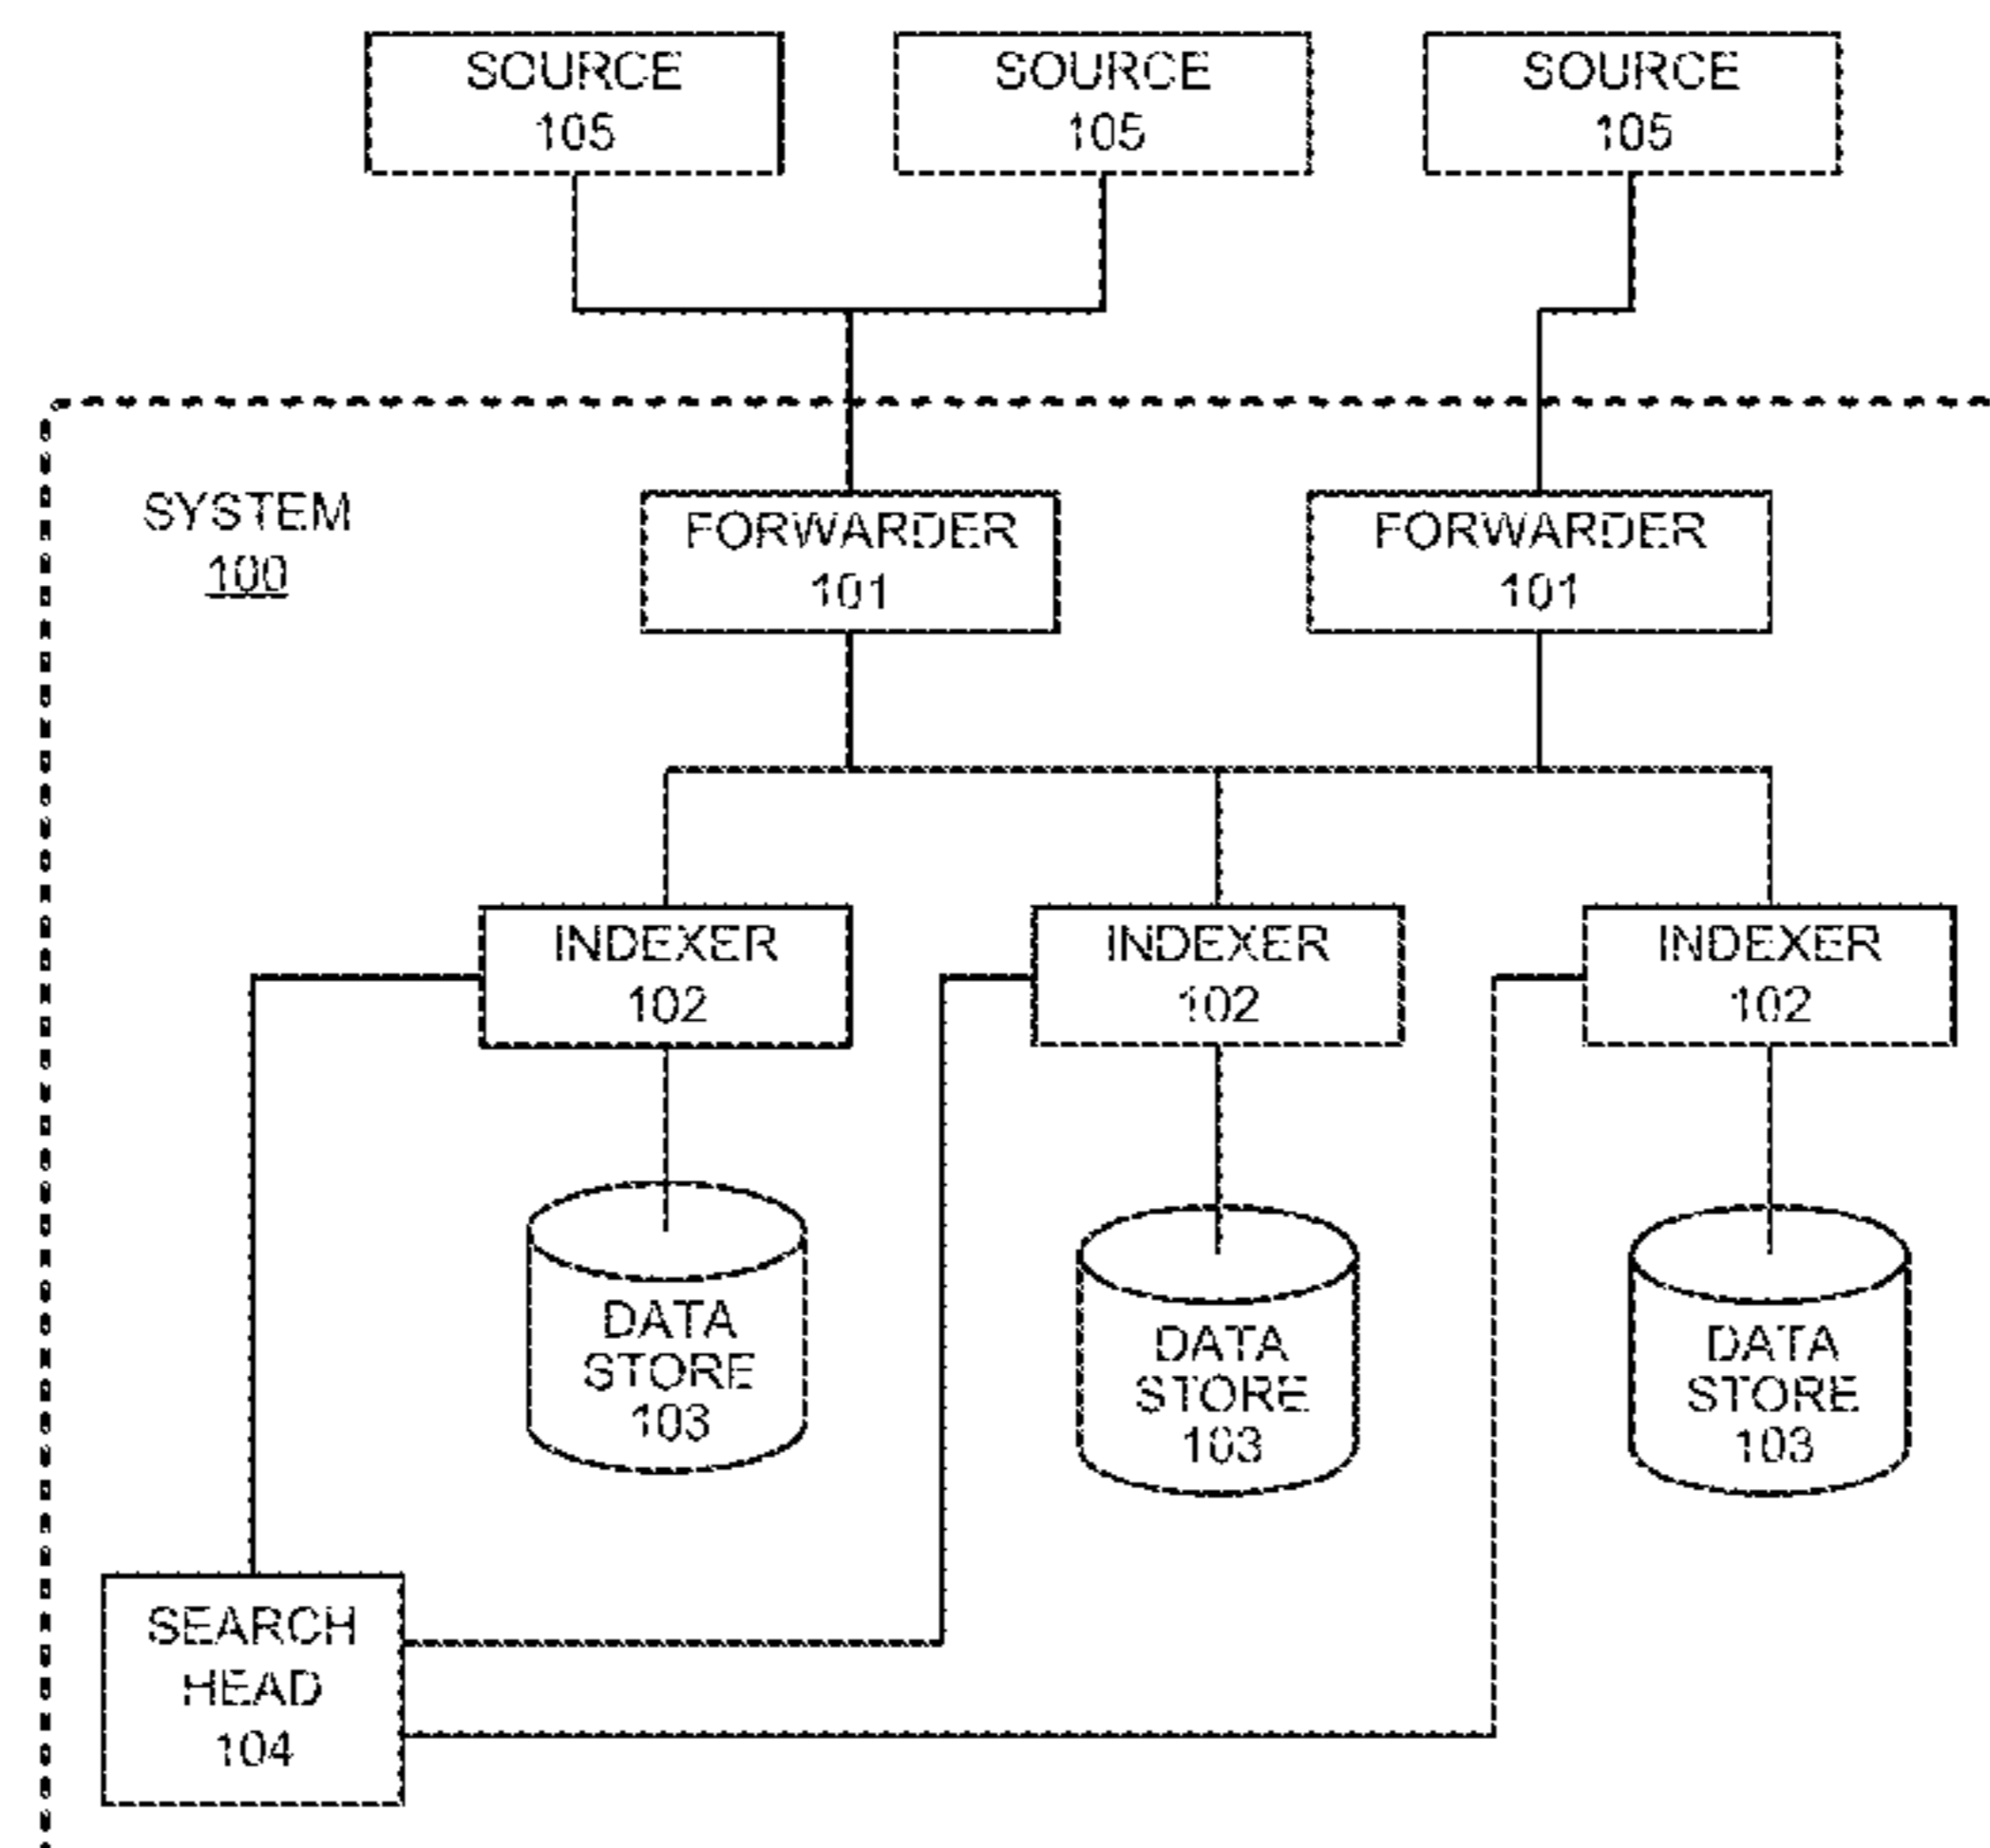 SOURCE
105
SOURCE
105
SOURCE
105
SYSTEM
100
FORWARDER
101
FORWARDER
101
INDEXER
102
INDEXER
102
INDEXER
102
DATA
STORE
103
DATA
STORE
103
DATA
STORE
103
SEARCH
HEAD
104